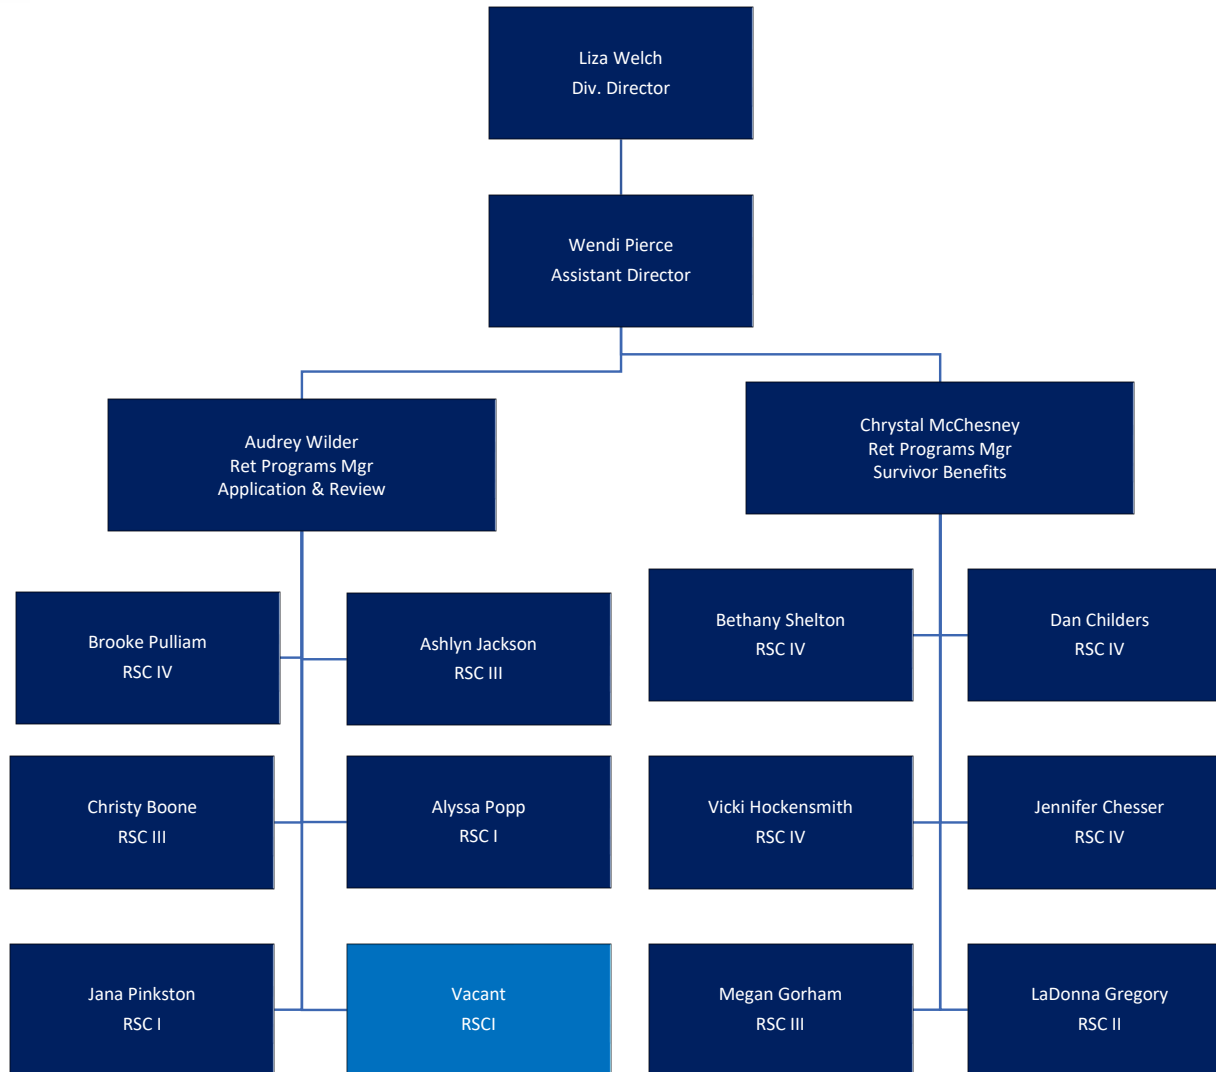 Liza Welch
Div. Director
Wendi Pierce
Assistant Director
Audrey Wilder
Ret Programs Mgr
Application & Review
Chrystal McChesney
Ret Programs Mgr
Survivor Benefits
Brooke Pulliam
RSC IV
Ashlyn Jackson
RSC III
Bethany Shelton
RSC IV
Dan Childers
RSC IV
Christy Boone
RSC III
Alyssa Popp
RSC I
Vicki Hockensmith
RSC IV
Jennifer Chesser
RSC IV
Jana Pinkston
RSC I
Vacant
RSCI
Megan Gorham
RSC III
LaDonna Gregory
RSC II